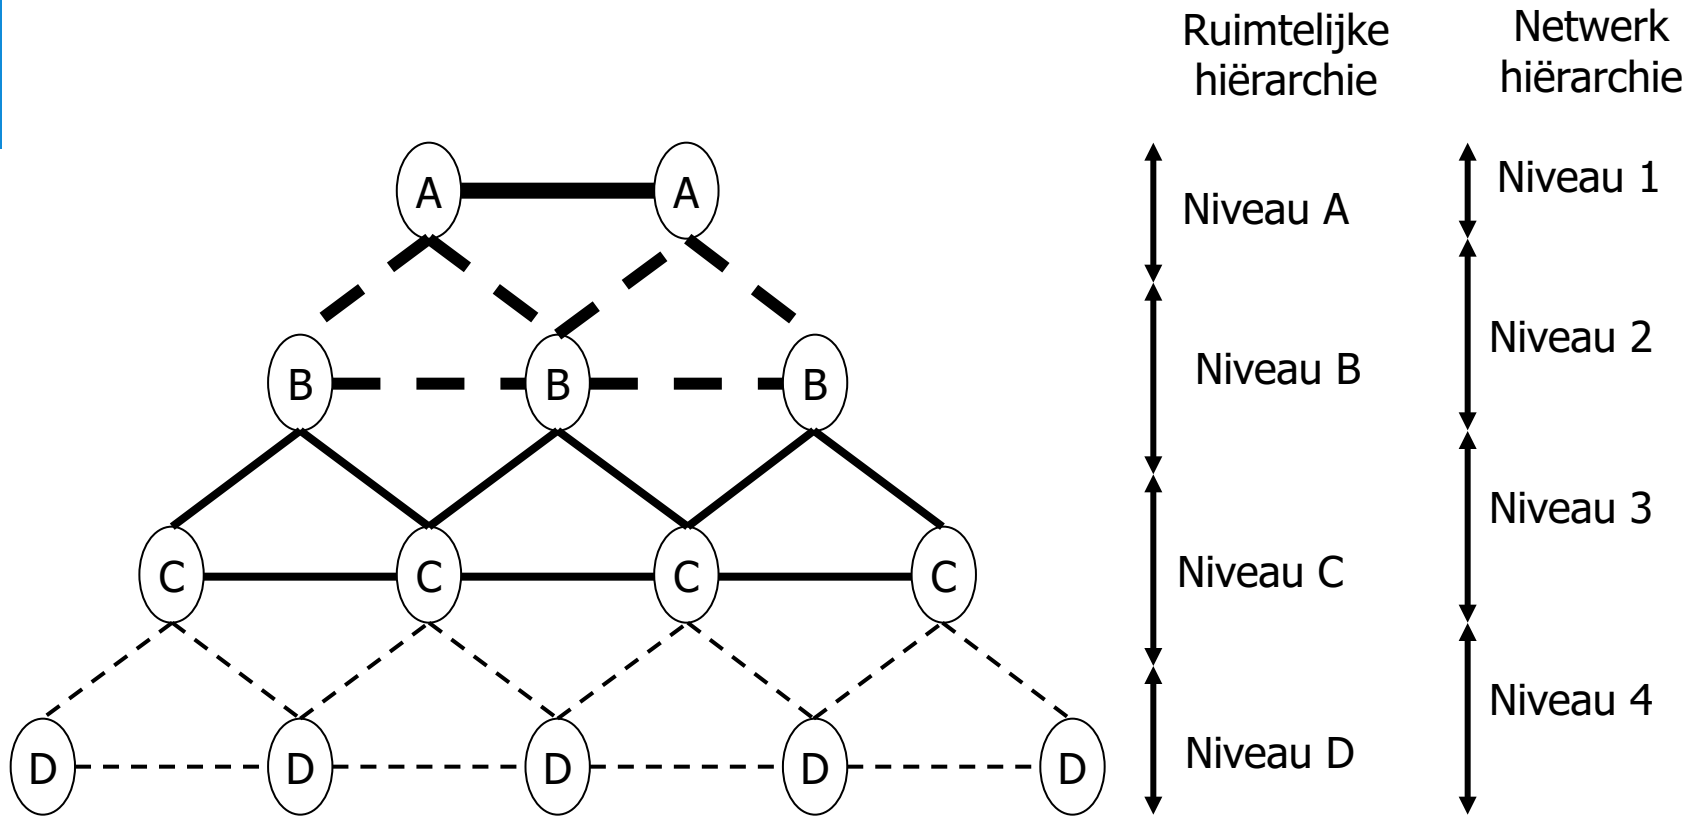 Ruimtelijke
hiërarchie
Netwerk
hiërarchie
A A
Niveau A
Niveau 1
B B B
Niveau B
Niveau 2
C C C C
Niveau C
Niveau 3
D D D D D
Niveau D
Niveau 4